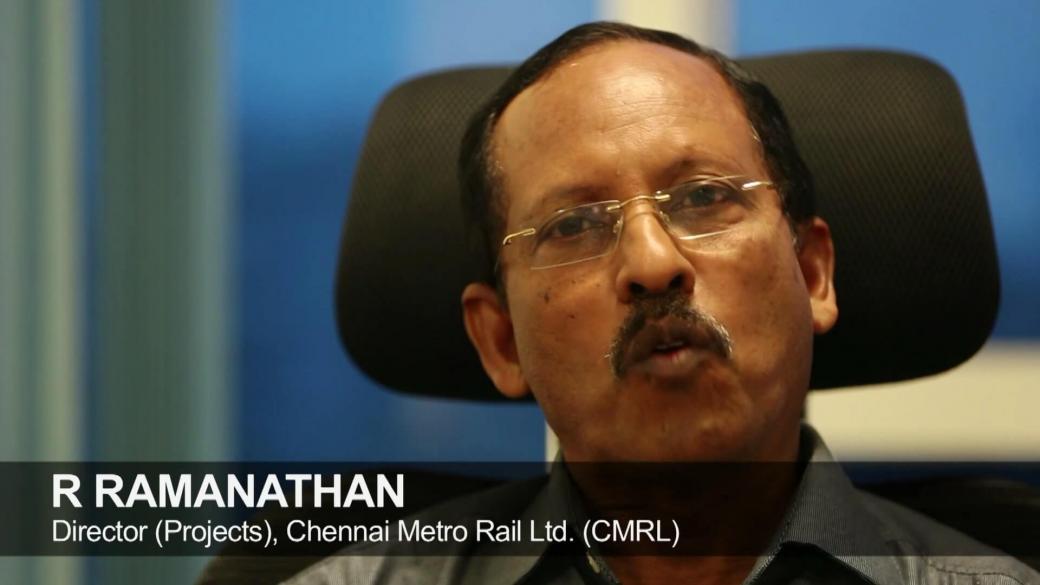 R RAMANATHAN
Director (Projects), Chennai Metro Rail Ltd. (CMRL)